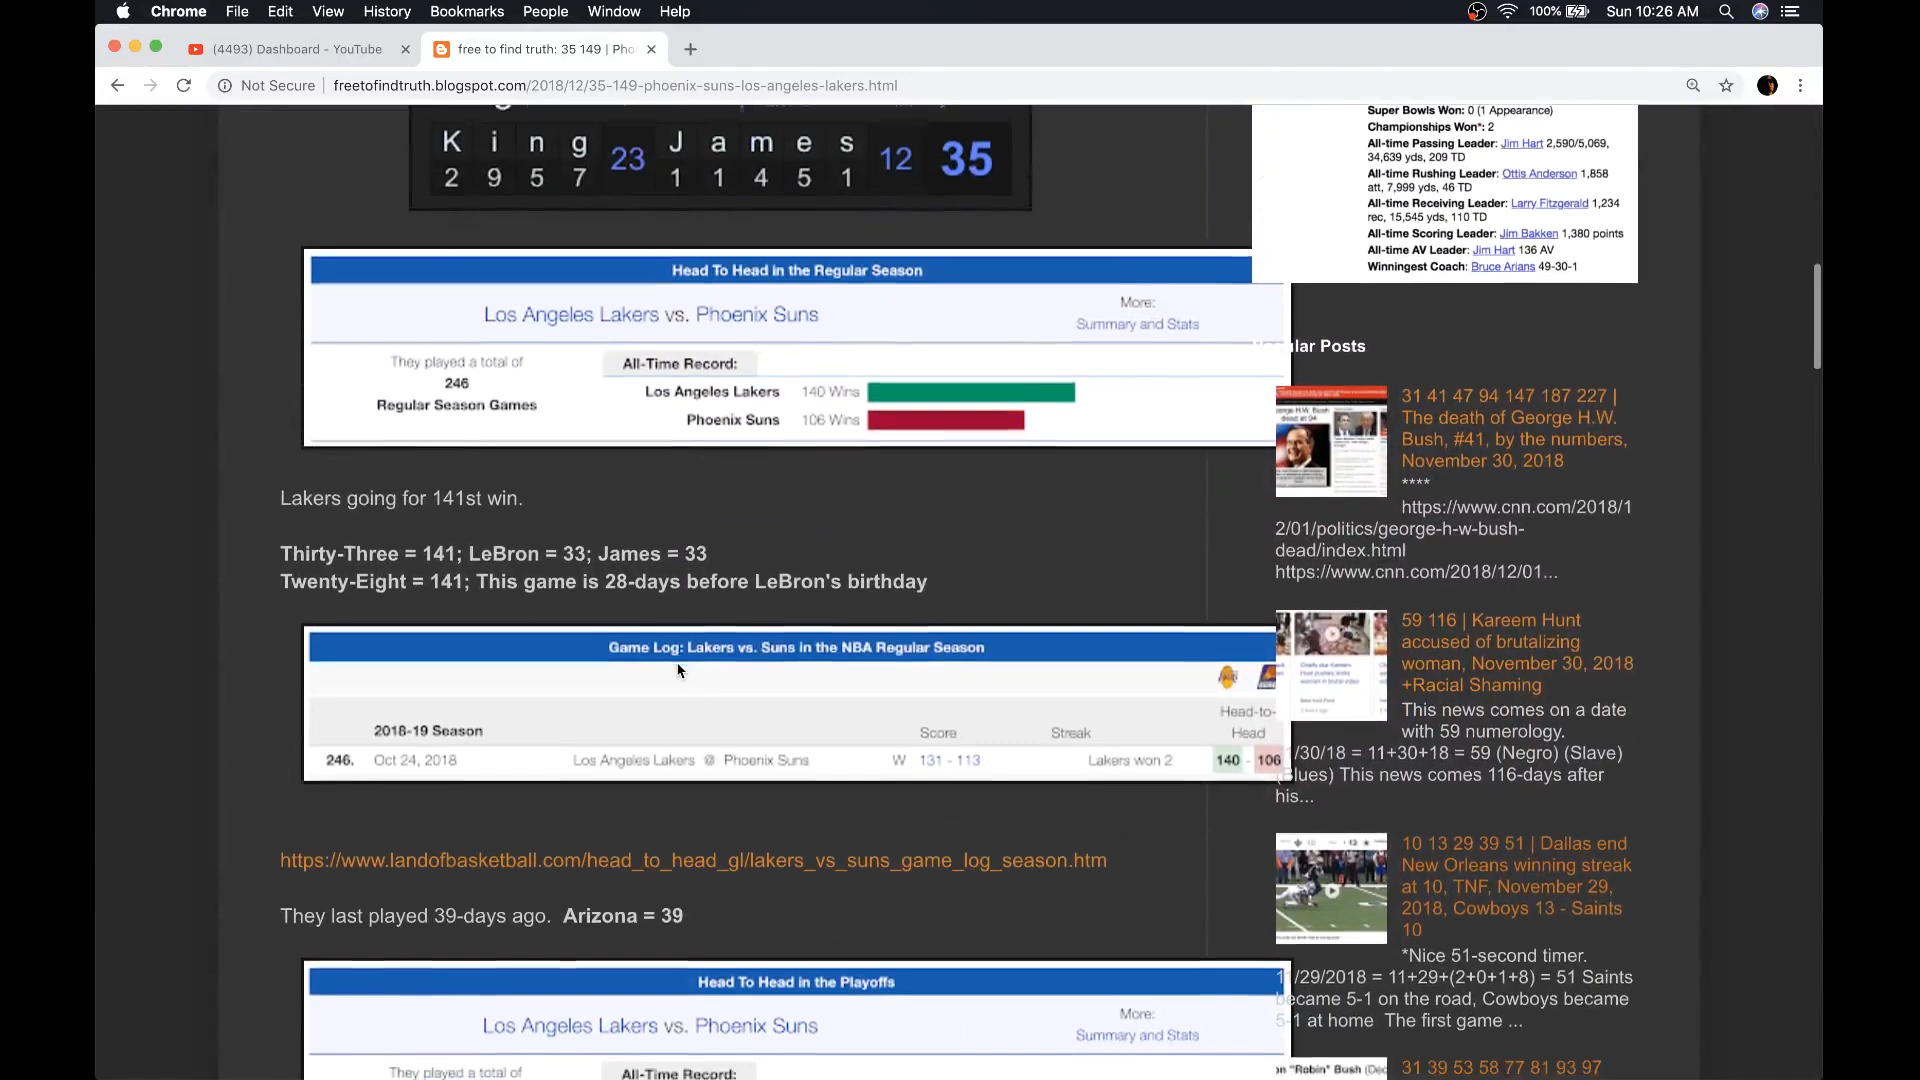 Chrome File Edit View History Bookmarks People Window Help
100% Sun 10:26 AM
(4493) Dashboard - YouTube
free to find truth: 35 149 | Pho
Not Secure | freetofindtruth.blogspot.com/2018/12/35-149-phoenix-suns-los-angeles-lakers.html
K i n g 23 J a m e s 12 35
2 9 5 7 1 1 4 5 1
Head To Head in the Regular Season
Los Angeles Lakers vs. Phoenix Suns
More:
Summary and Stats
They played a total of
246
Regular Season Games
All-Time Record:
Los Angeles Lakers 140 Wins
Phoenix Suns 106 Wins
Lakers going for 141st win.
Thirty-Three = 141; LeBron = 33; James = 33
Twenty-Eight = 141; This game is 28-days before LeBron's birthday
Game Log: Lakers vs. Suns in the NBA Regular Season
Head-to-
2018-19 Season Score Streak Head
246. Oct 24, 2018 Los Angeles Lakers @ Phoenix Suns W 131 - 113 Lakers won 2 140 - 106
https://www.landofbasketball.com/head_to_head_gl/lakers_vs_suns_game_log_season.htm
They last played 39-days ago. Arizona = 39
Head To Head in the Playoffs
Los Angeles Lakers vs. Phoenix Suns
More:
Summary and Stats
They played a total of
All-Time Record:
Super Bowls Won: 0 (1 Appearance)
Championships Won*: 2
All-time Passing Leader: Jim Hart 2,590/5,069,
34,639 yds, 209 TD
All-time Rushing Leader: Ottis Anderson 1,858
att, 7,999 yds, 46 TD
All-time Receiving Leader: Larry Fitzgerald 1,234
rec, 15,545 yds, 110 TD
All-time Scoring Leader: Jim Bakken 1,380 points
All-time AV Leader: Jim Hart 136 AV
Winningest Coach: Bruce Arians 49-30-1
ular Posts
31 41 47 94 147 187 227 |
The death of George H.W.
Bush, #41, by the numbers,
November 30, 2018
****
https://www.cnn.com/2018/1
2/01/politics/george-h-w-bush-
dead/index.html
https://www.cnn.com/2018/12/01...
59 116 | Kareem Hunt
accused of brutalizing
woman, November 30, 2018
+Racial Shaming
This news comes on a date
with 59 numerology.
1/30/18 = 11+30+18 = 59 (Negro) (Slave)
(Blues) This news comes 116-days after
his...
10 13 29 39 51 | Dallas end
New Orleans winning streak
at 10, TNF, November 29,
2018, Cowboys 13 - Saints
10
*Nice 51-second timer.
11/29/2018 = 11+29+(2+0+1+8) = 51 Saints
became 5-1 on the road, Cowboys became
5-1 at home The first game ...
31 39 53 58 77 81 93 97
on "Robin" Bush (Dec